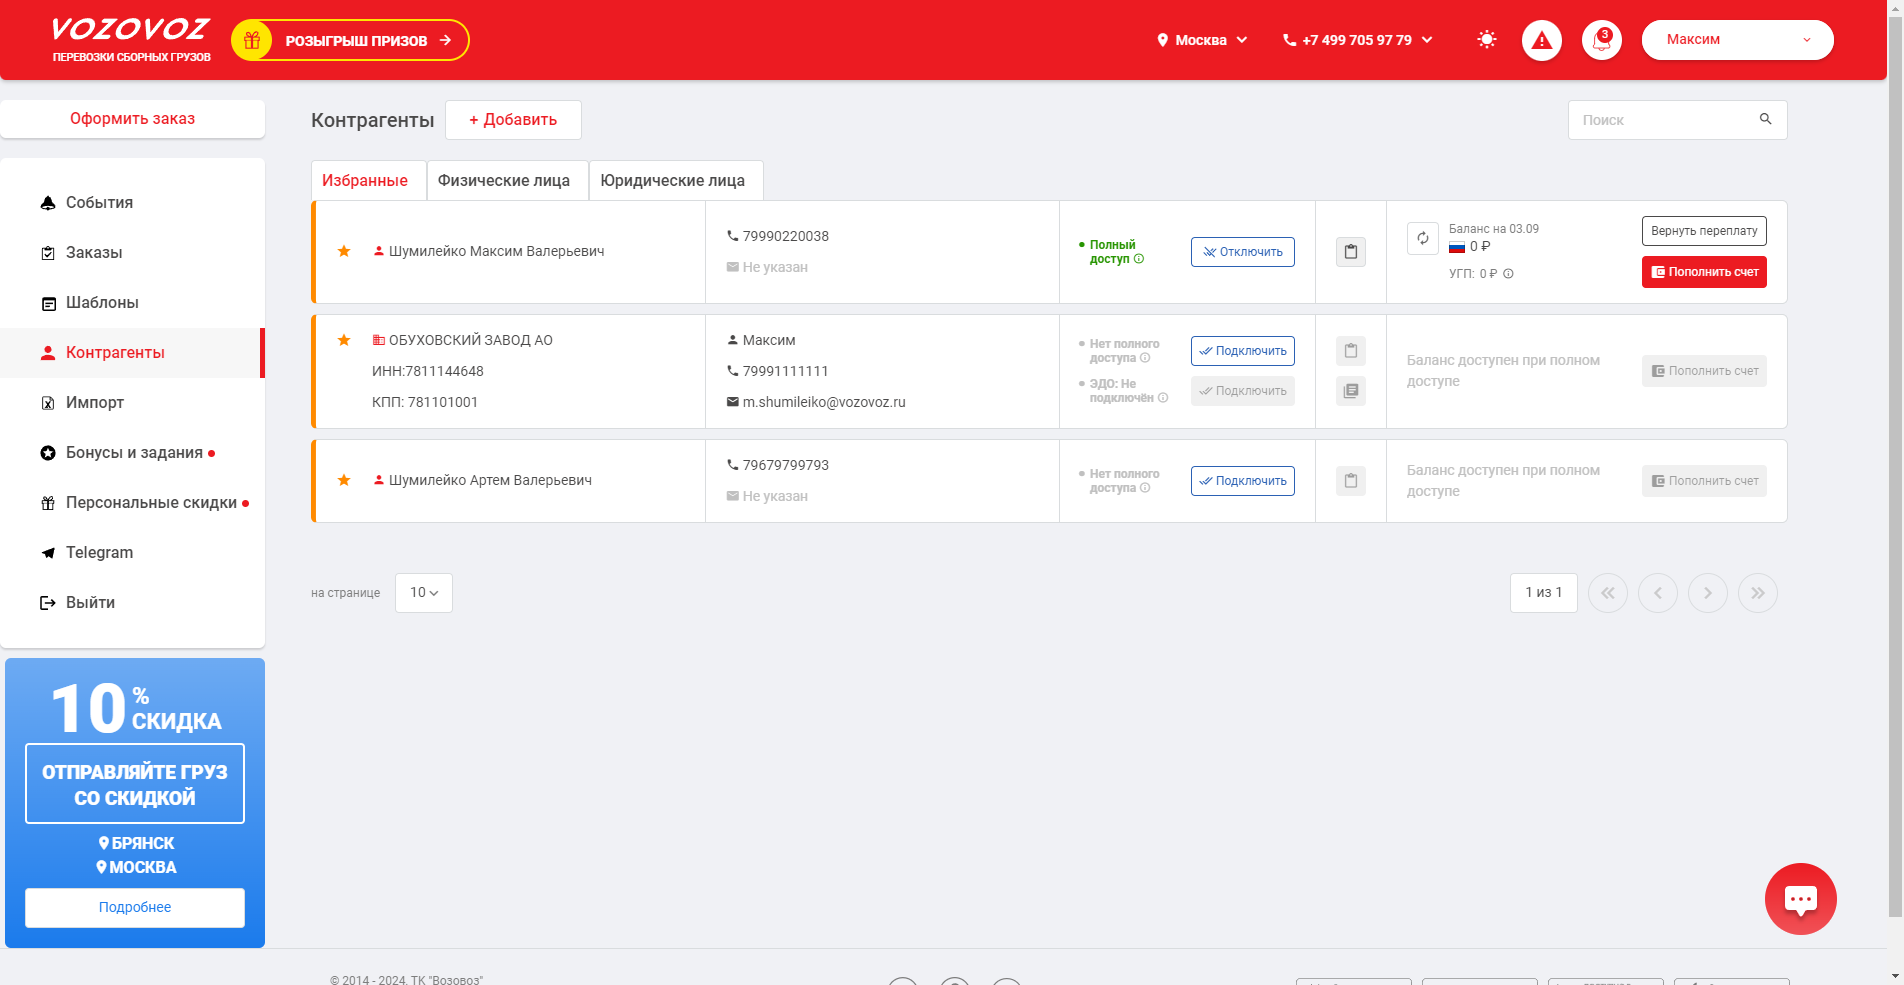 VOZOVOZ
ПЕРЕВОЗКИ СБОРНЫХ ГРУЗОВ
РОЗЫГРЫШ ПРИЗОВ
Москва
+7 499 705 97 79
3
Максим
Оформить заказ
События
Заказы
Шаблоны
Контрагенты
Импорт
Бонусы и задания
Персональные скидки
Telegram
Выйти
10 %
СКИДКА
ОТПРАВЛЯЙТЕ ГРУЗ
СО СКИДКОЙ
БРЯНСК
МОСКВА
Подробнее
Контрагенты
+ Добавить
Поиск
Избранные
Физические лица
Юридические лица
Шумилейко Максим Валерьевич
79990220038
Не указан
Полный
доступ
Отключить
Баланс на 03.09
0 ₽
УГП: 0 ₽
Вернуть переплату
Пополнить счет
ОБУХОВСКИЙ ЗАВОД АО
ИНН:7811144648
КПП: 781101001
Максим
79991111111
m.shumileiko@vozovoz.ru
Нет полного
доступа
Подключить
ЭДО: Не
подключён
Подключить
Баланс доступен при полном
доступе
Пополнить счет
Шумилейко Артем Валерьевич
79679799793
Не указан
Нет полного
доступа
Подключить
Баланс доступен при полном
доступе
Пополнить счет
на странице
10
1 из 1
© 2014 - 2024, ТК "Возовоз"